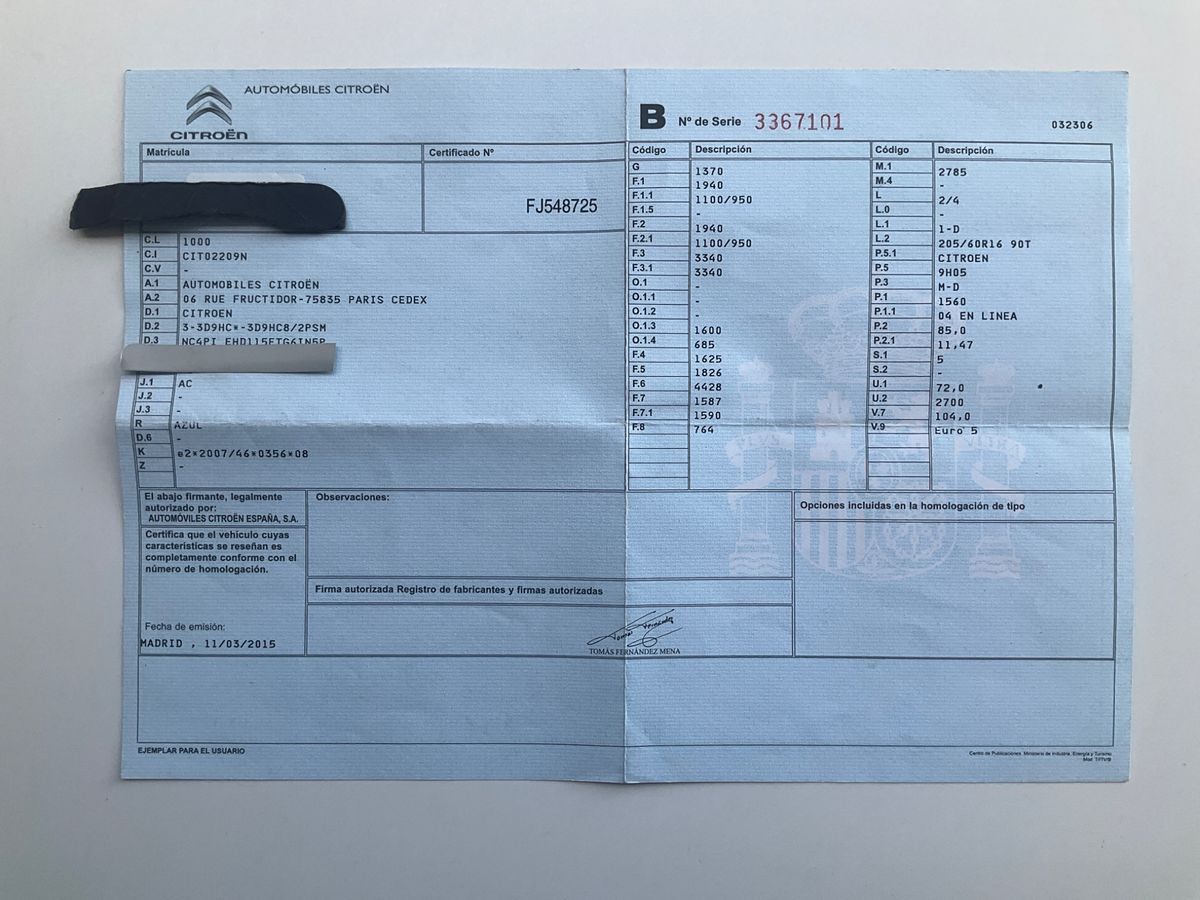 AUTOMÓBILES CITROËN
CITROËN
B Nº de Serie 3367101 032306
Matrícula Certificado Nº
FJ548725
C.L 1000
C.I CIT02209N
C.V -
A.1 AUTOMOBILES CITROËN
A.2 06 RUE FRUCTIDOR-75835 PARIS CEDEX
D.1 CITROEN
D.2 3-3D9HC*-3D9HC8/2PSM
D.3
J.1 AC
J.2 -
J.3 -
R AZUL
D.6 -
K e2*2007/46*0356*08
Z -
Código Descripción
G 1370
F.1 1940
F.1.1 1100/950
F.1.5 -
F.2 1940
F.2.1 1100/950
F.3 3340
F.3.1 3340
O.1 -
O.1.1 -
O.1.2 -
O.1.3 1600
O.1.4 685
F.4 1625
F.5 1826
F.6 4428
F.7 1587
F.7.1 1590
F.8 764
Código Descripción
M.1 2785
M.4 -
L 2/4
L.0 -
L.1 1-D
L.2 205/60R16 90T
P.5.1 CITROEN
P.5 9H05
P.3 M-D
P.1 1560
P.1.1 04 EN LINEA
P.2 85,0
P.2.1 11,47
S.1 5
S.2 -
U.1 72,0
U.2 2700
V.7 104,0
V.9 Euro 5
El abajo firmante, legalmente
autorizado por:
AUTOMÓVILES CITROËN ESPAÑA, S.A.
Certifica que el vehículo cuyas
características se reseñan es
completamente conforme con el
número de homologación.
Fecha de emisión:
MADRID , 11/03/2015
Observaciones:
Firma autorizada Registro de fabricantes y firmas autorizadas
TOMÁS FERNÁNDEZ MENA
Opciones incluidas en la homologación de tipo
EJEMPLAR PARA EL USUARIO
Centro de Publicaciones. Ministerio de Industria, Energía y Turismo